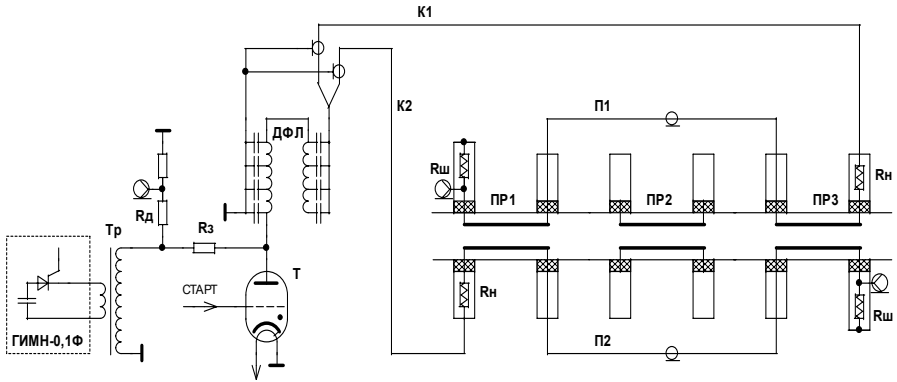 К1
К2
П1
ДФЛ
Rш
Rн
ПР1
ПР2
ПР3
Rд
Тр
Rз
Т
СТАРТ
Rн
Rш
ГИМН-0,1Ф
П2